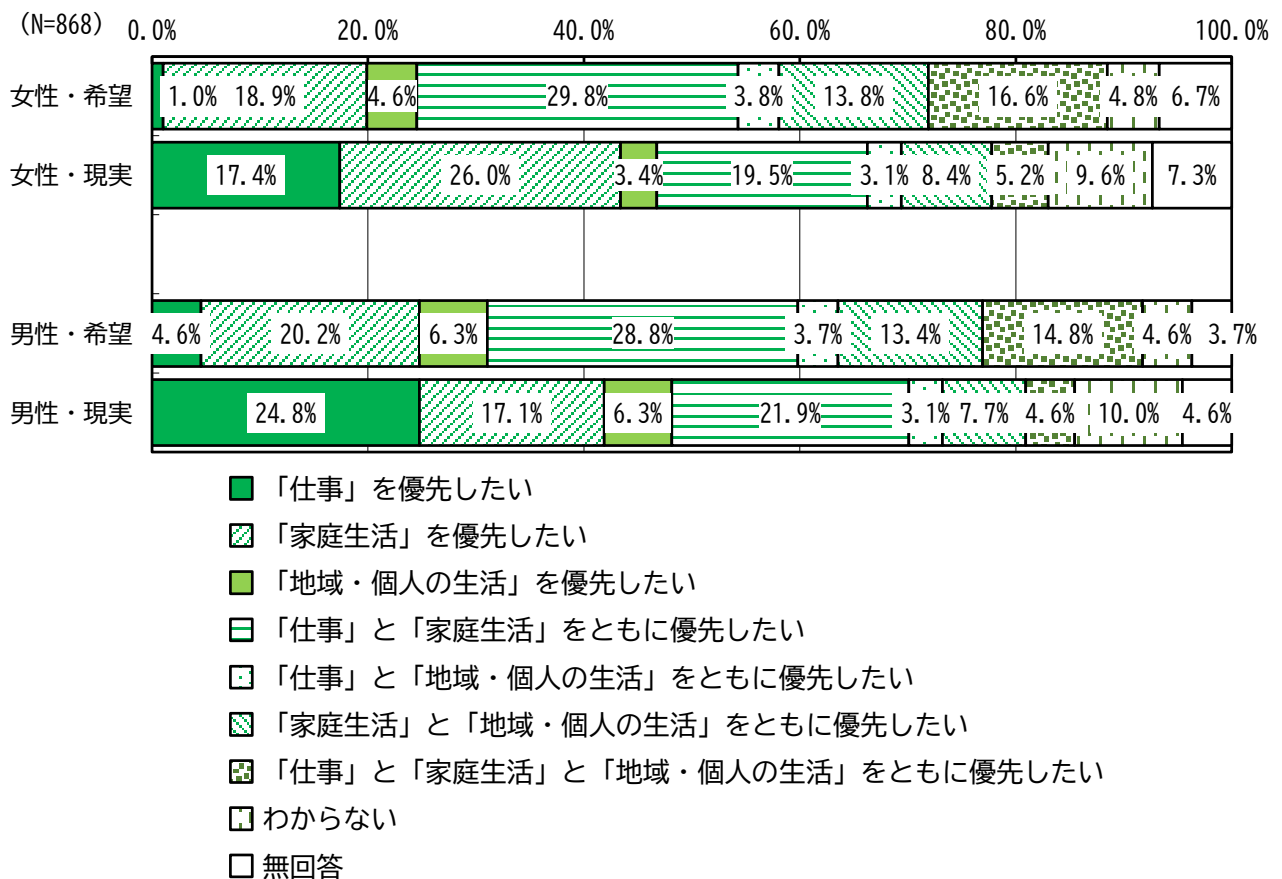 (N=868) 0.0% 20.0% 40.0% 60.0% 80.0% 100.0%
女性・希望 1.0% 18.9% 4.6% 29.8% 3.8% 13.8% 16.6% 4.8% 6.7%
女性・現実 17.4% 26.0% 3.4% 19.5% 3.1% 8.4% 5.2% 9.6% 7.3%
男性・希望 4.6% 20.2% 6.3% 28.8% 3.7% 13.4% 14.8% 4.6% 3.7%
男性・現実 24.8% 17.1% 6.3% 21.9% 3.1% 7.7% 4.6% 10.0% 4.6%
「仕事」を優先したい
「家庭生活」を優先したい
「地域・個人の生活」を優先したい
「仕事」と「家庭生活」をともに優先したい
「仕事」と「地域・個人の生活」をともに優先したい
「家庭生活」と「地域・個人の生活」をともに優先したい
「仕事」と「家庭生活」と「地域・個人の生活」をともに優先したい
わからない
無回答